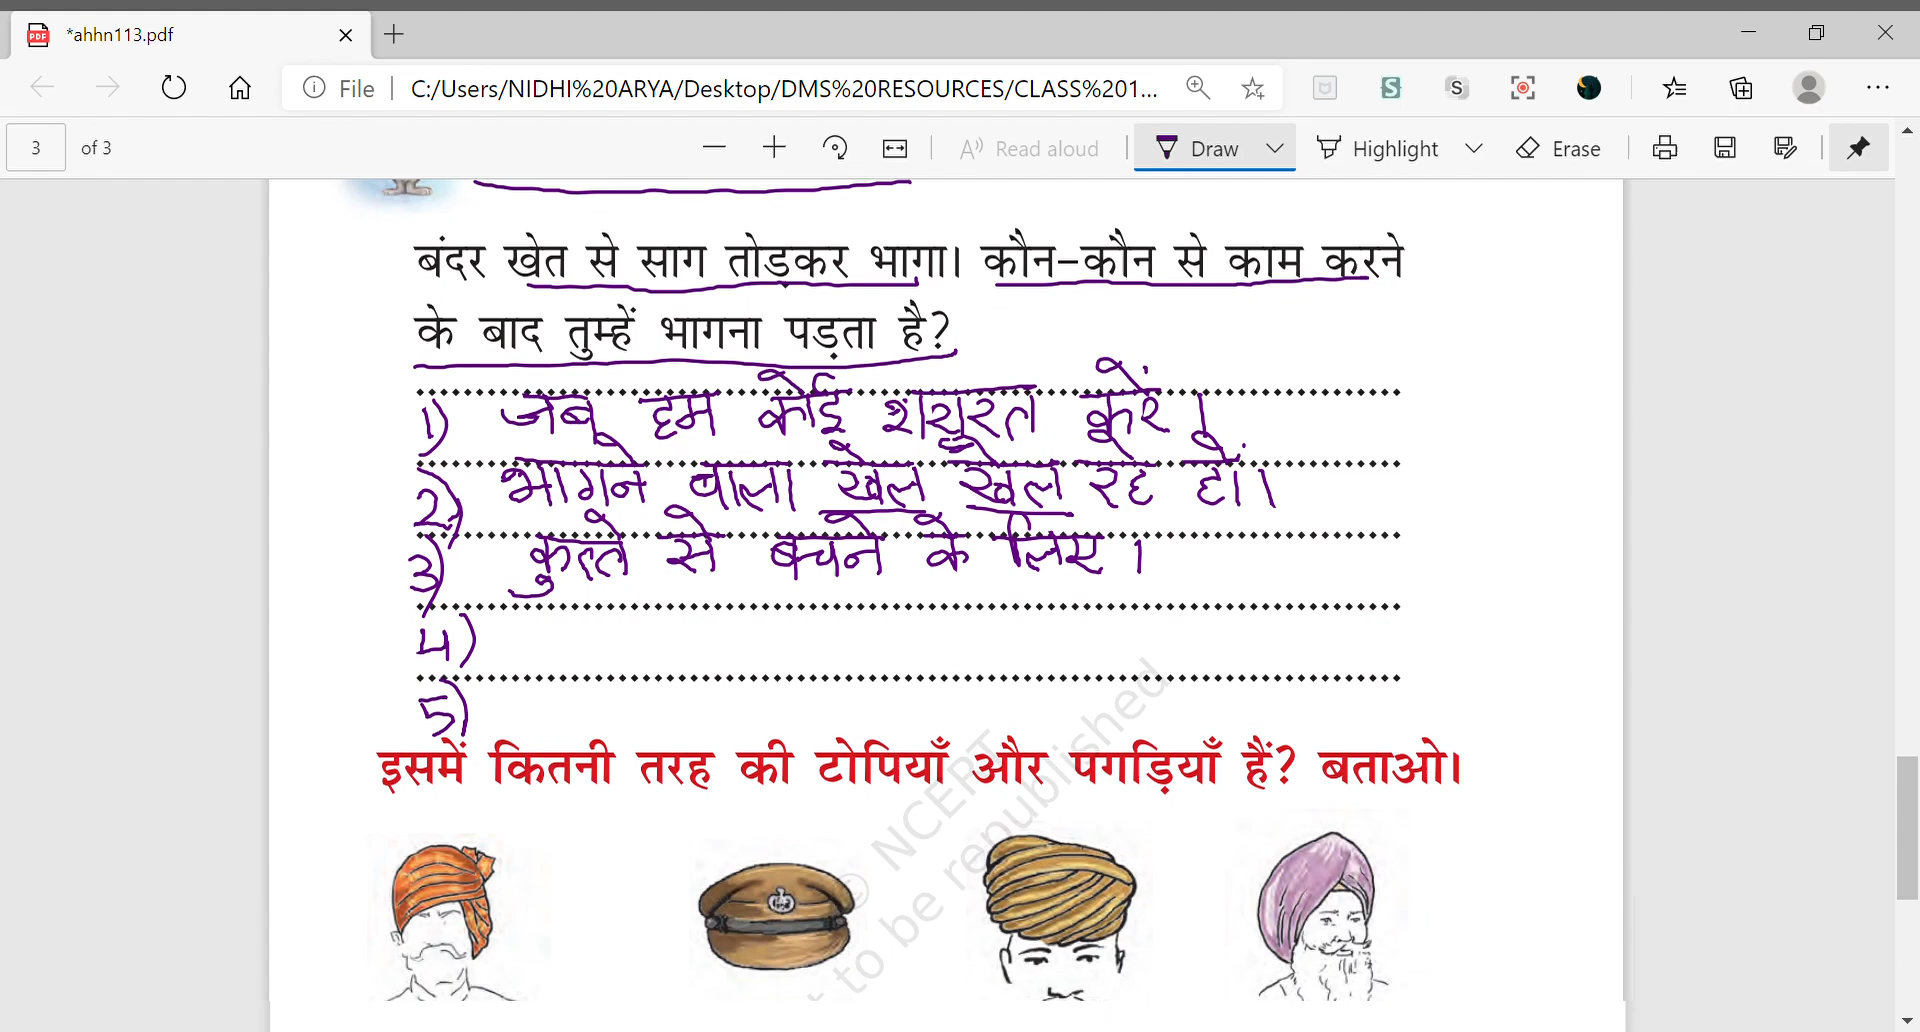 *ahhn113.pdf
File
C:/Users/NIDHI%20ARYA/Desktop/DMS%20RESOURCES/CLASS%201...
3 of 3
Read aloud
Draw
Highlight
Erase
बंदर खेत से साग तोड़कर भागा। कौन-कौन से काम करने
के बाद तुम्हें भागना पड़ता है?
1) जब हम कोई शरारत करें।
2) भागने वाला खेल खेल रहे हों।
3) कुत्ते से बचने के लिए।
4)
5)
इसमें कितनी तरह की टोपियाँ और पगड़ियाँ हैं? बताओ।
© NCERT
to be republished